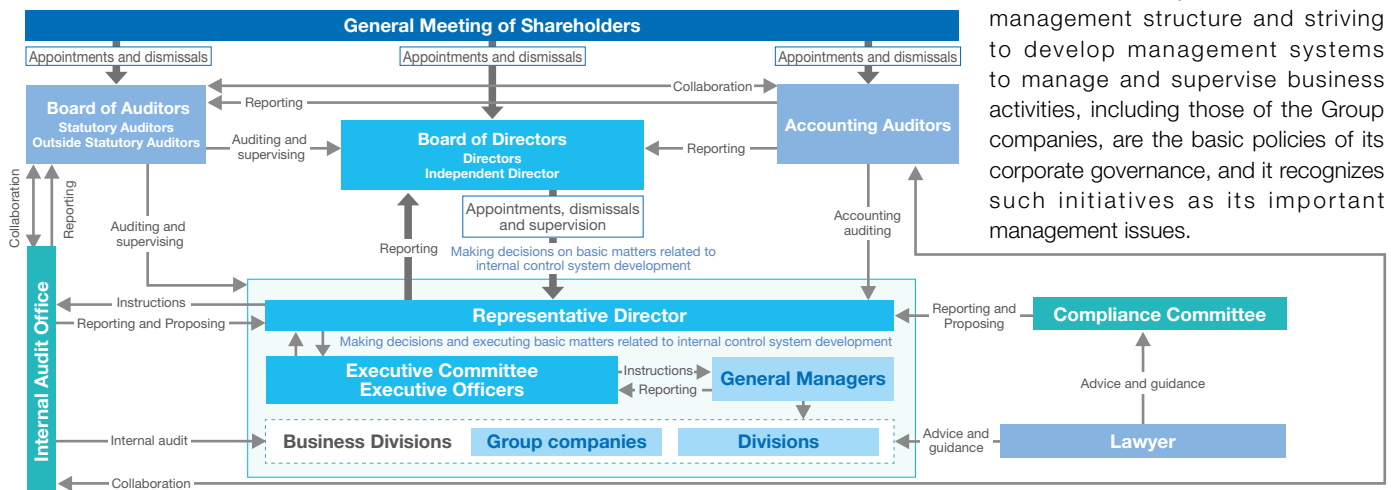 General Meeting of Shareholders
Appointments and dismissals
Appointments and dismissals
Appointments and dismissals
Collaboration
Reporting
Board of Auditors
Statutory Auditors
Outside Statutory Auditors
Auditing and
supervising
Board of Directors
Directors
Independent Director
Reporting
Accounting Auditors
Collaboration
Reporting
Auditing and
supervising
Reporting
Appointments, dismissals
and supervision
Making decisions on basic matters related to
internal control system development
Accounting
auditing
Internal Audit Office
Instructions
Reporting and Proposing
Representative Director
Reporting and
Proposing
Compliance Committee
Making decisions and executing basic matters related to internal control system development
Executive Committee
Executive Officers
Instructions
Reporting
General Managers
Advice and guidance
Internal audit
Business Divisions
Group companies
Divisions
Advice and
guidance
Lawyer
Collaboration
management structure and striving
to develop management systems
to manage and supervise business
activities, including those of the Group
companies, are the basic policies of its
corporate governance, and it recognizes
such initiatives as its important
management issues.